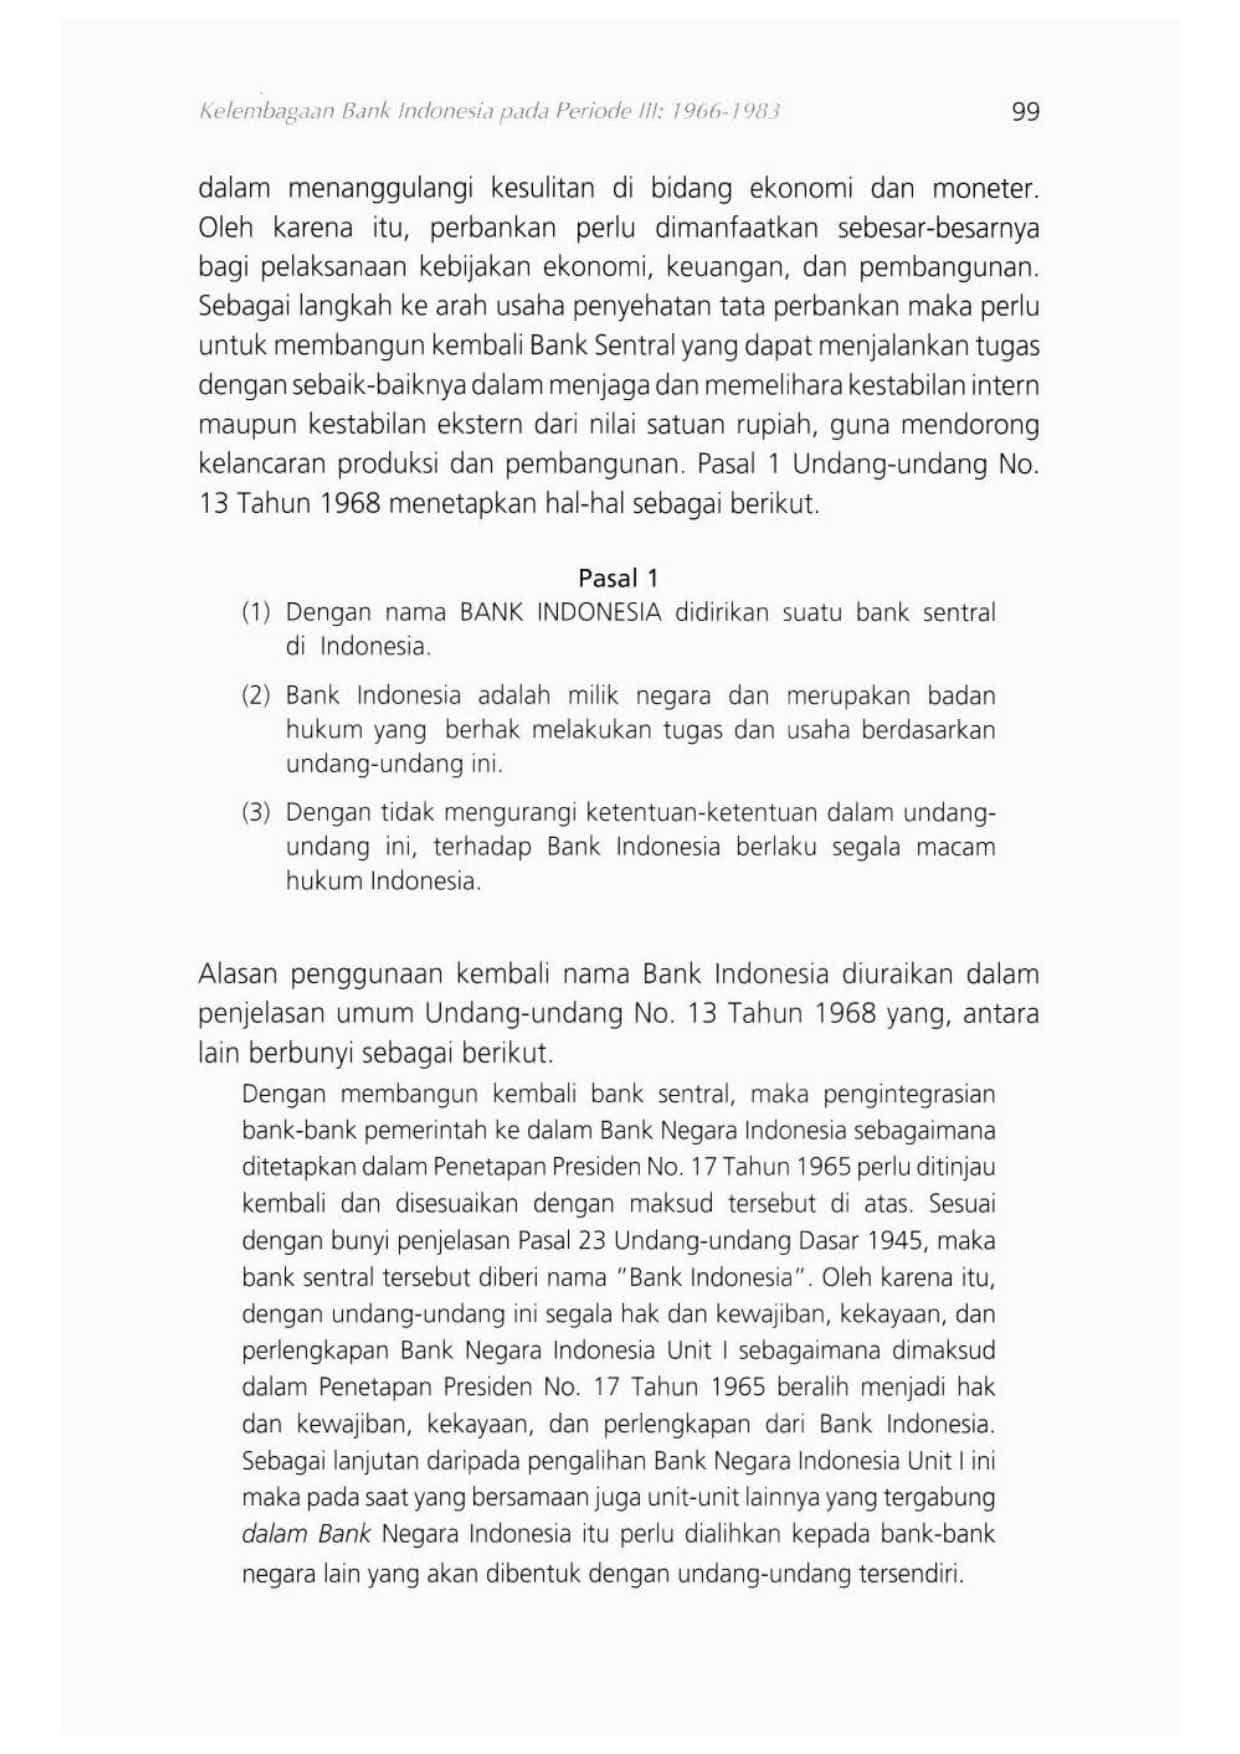 Kelembagaan Bank Indonesia pada Periode III: 1966-1983 99
dalam menanggulangi kesulitan di bidang ekonomi dan moneter.
Oleh karena itu, perbankan perlu dimanfaatkan sebesar-besarnya
bagi pelaksanaan kebijakan ekonomi, keuangan, dan pembangunan.
Sebagai langkah ke arah usaha penyehatan tata perbankan maka perlu
untuk membangun kembali Bank Sentral yang dapat menjalankan tugas
dengan sebaik-baiknya dalam menjaga dan memelihara kestabilan intern
maupun kestabilan ekstern dari nilai satuan rupiah, guna mendorong
kelancaran produksi dan pembangunan. Pasal 1 Undang-undang No.
13 Tahun 1968 menetapkan hal-hal sebagai berikut.
Pasal 1
(1) Dengan nama BANK INDONESIA didirikan suatu bank sentral
di Indonesia.
(2) Bank Indonesia adalah milik negara dan merupakan badan
hukum yang berhak melakukan tugas dan usaha berdasarkan
undang-undang ini.
(3) Dengan tidak mengurangi ketentuan-ketentuan dalam undang-
undang ini, terhadap Bank Indonesia berlaku segala macam
hukum Indonesia.
Alasan penggunaan kembali nama Bank Indonesia diuraikan dalam
penjelasan umum Undang-undang No. 13 Tahun 1968 yang, antara
lain berbunyi sebagai berikut.
Dengan membangun kembali bank sentral, maka pengintegrasian
bank-bank pemerintah ke dalam Bank Negara Indonesia sebagaimana
ditetapkan dalam Penetapan Presiden No. 17 Tahun 1965 perlu ditinjau
kembali dan disesuaikan dengan maksud tersebut di atas. Sesuai
dengan bunyi penjelasan Pasal 23 Undang-undang Dasar 1945, maka
bank sentral tersebut diberi nama "Bank Indonesia". Oleh karena itu,
dengan undang-undang ini segala hak dan kewajiban, kekayaan, dan
perlengkapan Bank Negara Indonesia Unit I sebagaimana dimaksud
dalam Penetapan Presiden No. 17 Tahun 1965 beralih menjadi hak
dan kewajiban, kekayaan, dan perlengkapan dari Bank Indonesia.
Sebagai lanjutan daripada pengalihan Bank Negara Indonesia Unit I ini
maka pada saat yang bersamaan juga unit-unit lainnya yang tergabung
dalam Bank Negara Indonesia itu perlu dialihkan kepada bank-bank
negara lain yang akan dibentuk dengan undang-undang tersendiri.